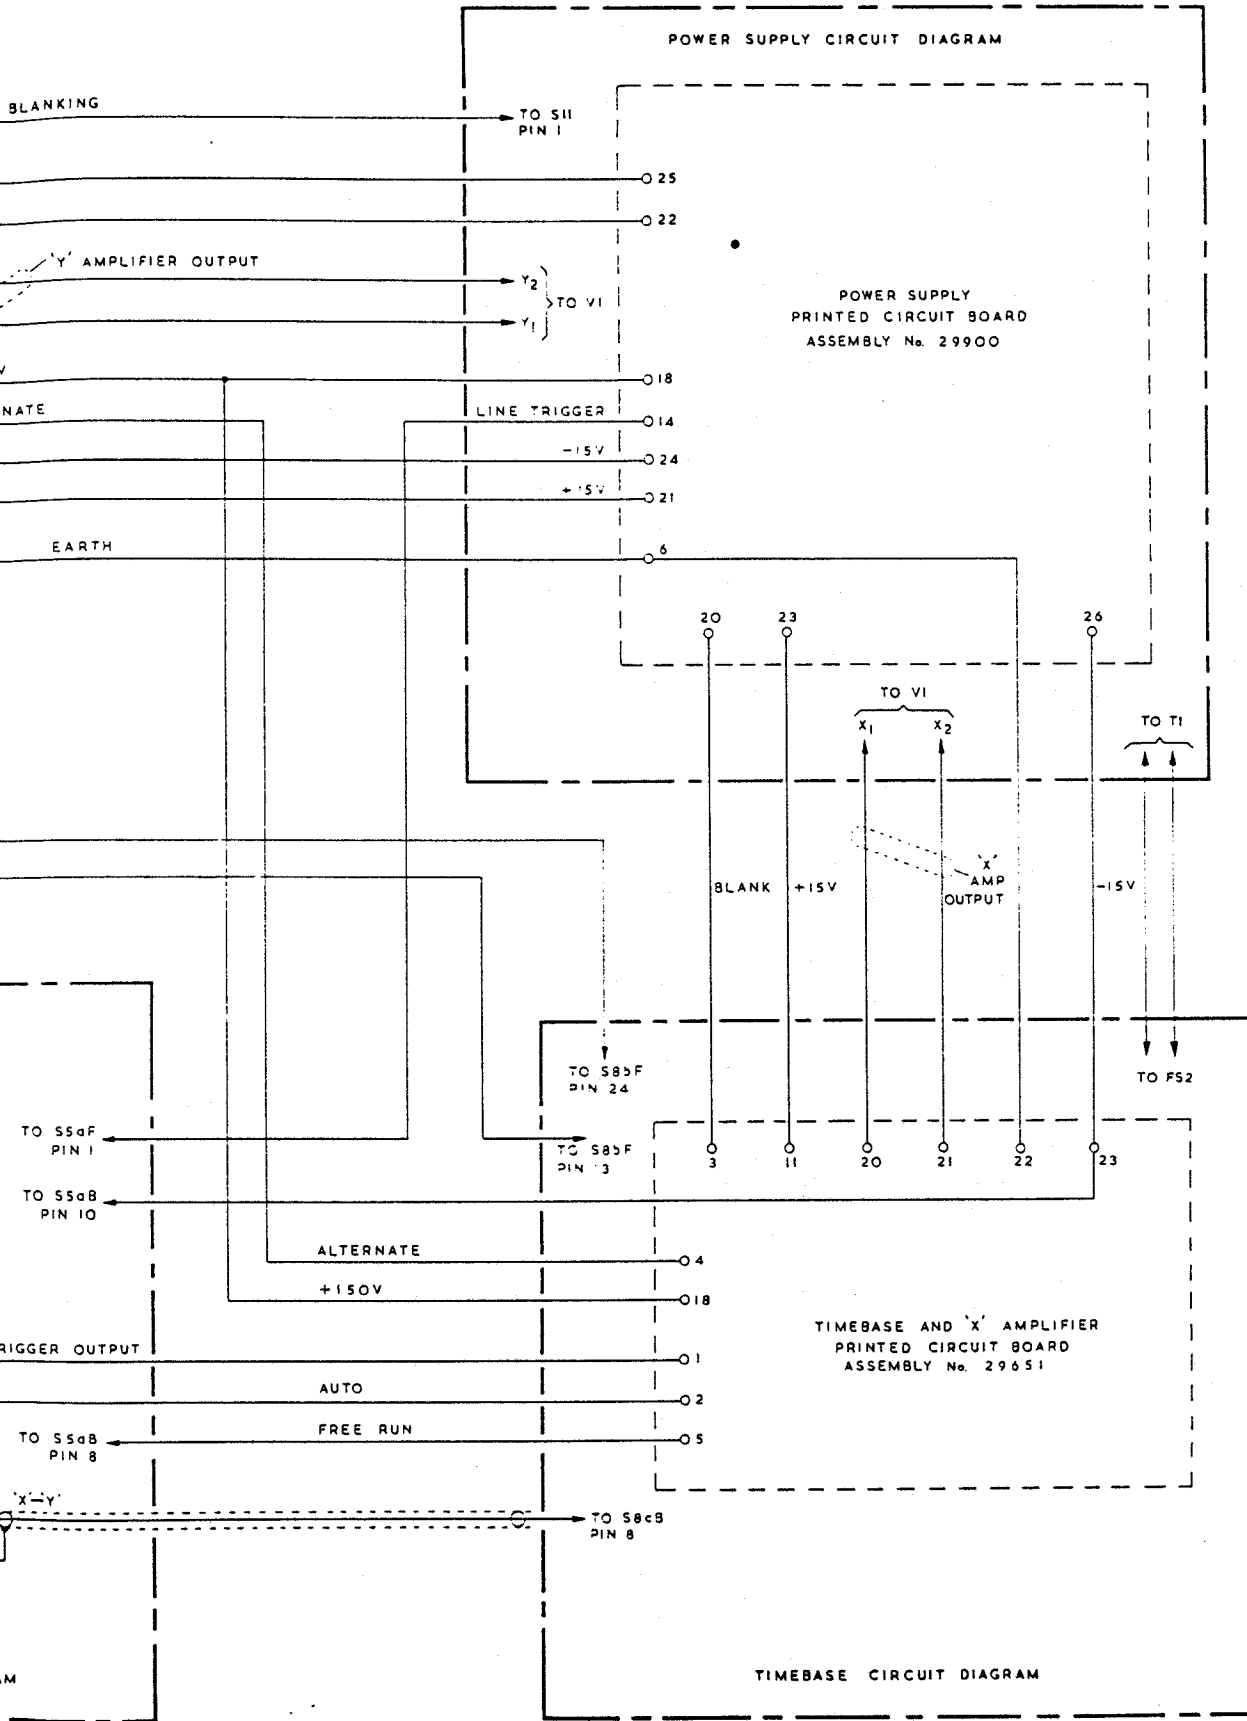 POWER SUPPLY CIRCUIT DIAGRAM
BLANKING
TO S11
PIN 1
25
22
'Y' AMPLIFIER OUTPUT
Y2
TO V1
Y1
POWER SUPPLY
PRINTED CIRCUIT BOARD
ASSEMBLY No. 29900
V
18
NATE
LINE TRIGGER
14
-15V
24
+15V
21
EARTH
6
20
23
26
TO V1
X1
X2
TO T1
BLANK
+15V
'X'
AMP
OUTPUT
-15V
TO S8bF
PIN 24
TO FS2
TO S5aF
PIN 1
TO S8bF
PIN 13
3
11
20
21
22
23
TO S5aB
PIN 10
ALTERNATE
4
+150V
18
TIMEBASE AND 'X' AMPLIFIER
PRINTED CIRCUIT BOARD
ASSEMBLY No. 29651
RIGGER OUTPUT
1
AUTO
2
FREE RUN
5
TO S5aB
PIN 8
'X'-'Y'
TO S8cB
PIN 8
AM
TIMEBASE CIRCUIT DIAGRAM